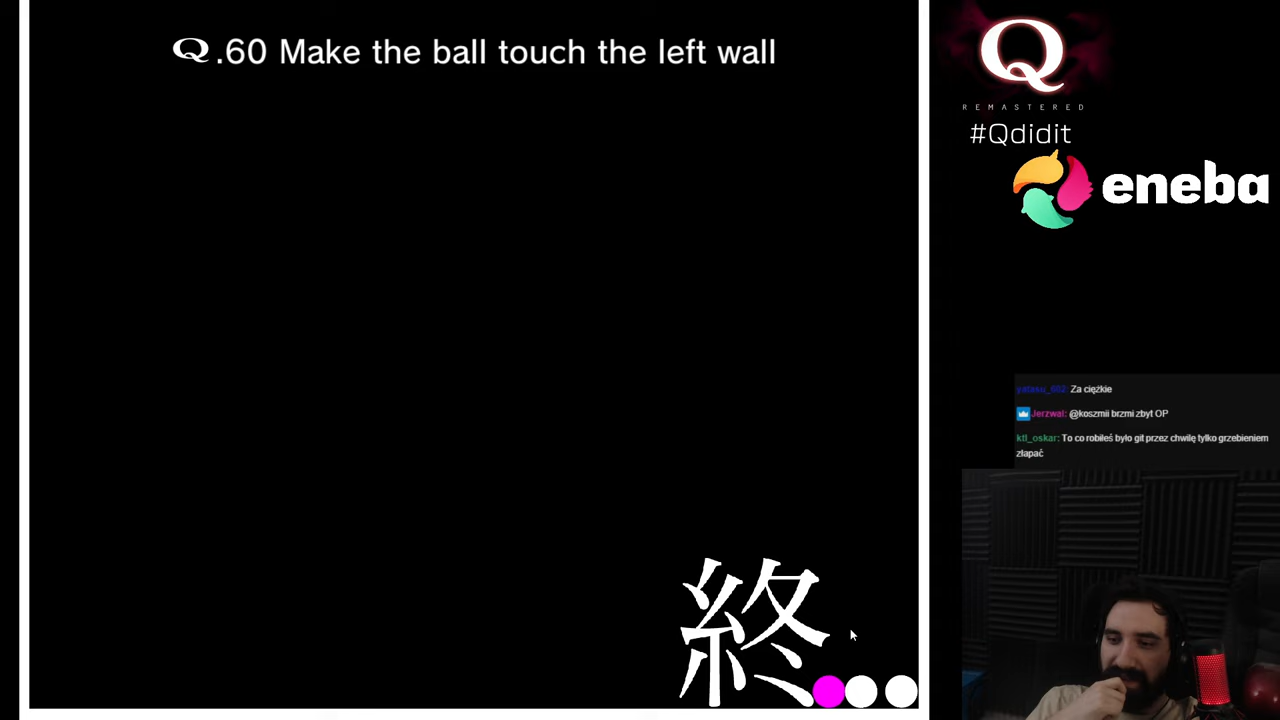 Q.60 Make the ball touch the left wall
Q
REMASTERED
#Qdidit
eneba
yatasu_602: Za ciężkie
Jerzwal: @koszmii brzmi zbyt OP
ktl_oskar: To co robiłeś było git przez chwilę tylko grzebieniem
złapać
終